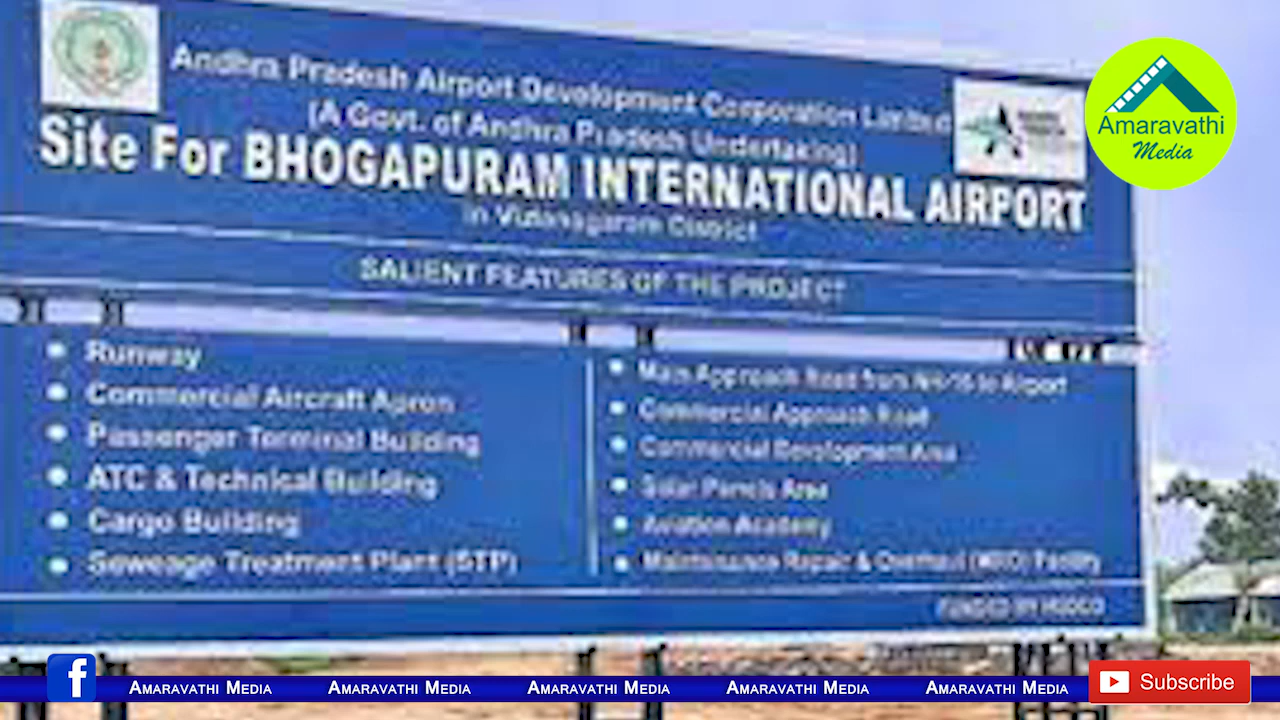 Andhra Pradesh Airport Development Corporation Limited
(A Govt. of Andhra Pradesh Undertaking)
Site For BHOGAPURAM INTERNATIONAL AIRPORT
in Vizianagaram District
SALIENT FEATURES OF THE PROJECT
Runway
Commercial Aircraft Apron
Passenger Terminal Building
ATC & Technical Building
Cargo Building
Seweage Treatment Plant (STP)
Main Approach Road from NH-16 to Airport
Commercial Approach Road
Commercial Development Area
Solar Panels Area
Aviation Academy
Maintenance Repair & Overhaul (MRO) Facility
FUNDED BY HUDCO
Amaravathi
Media
f
AMARAVATHI MEDIA AMARAVATHI MEDIA AMARAVATHI MEDIA AMARAVATHI MEDIA AMARAVATHI MEDIA
Subscribe